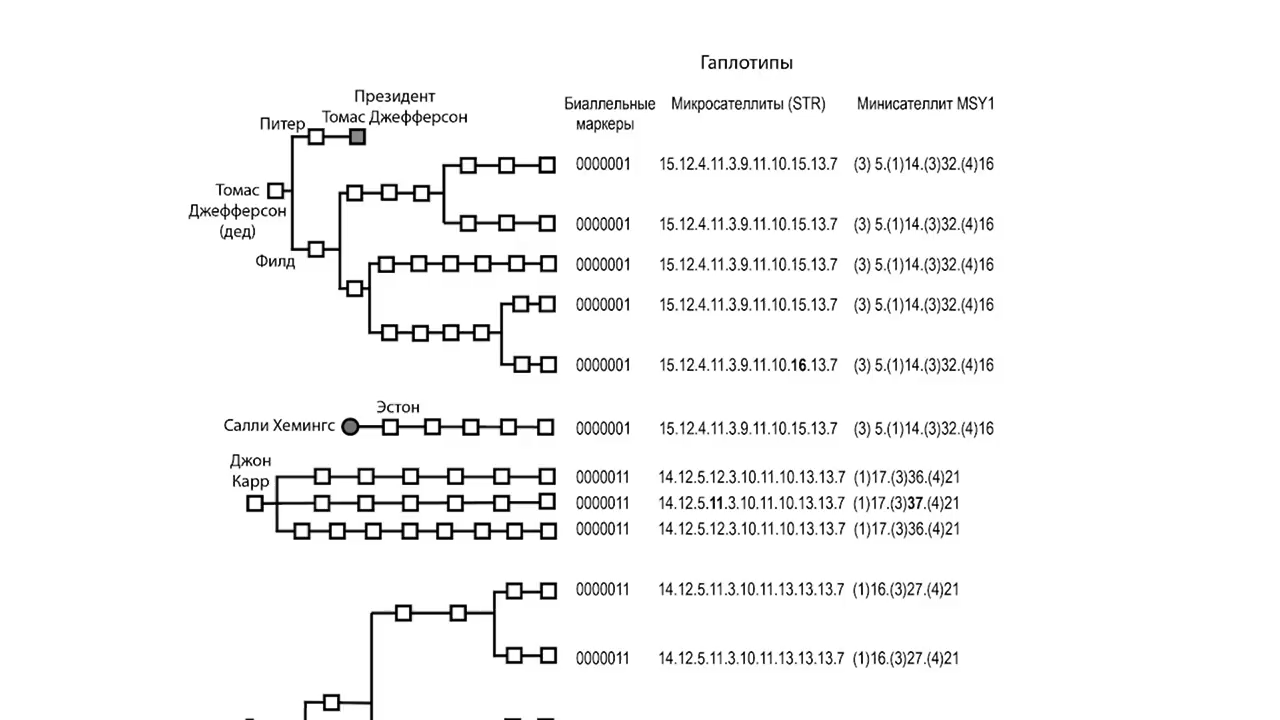 Гаплотипы
Биаллельные маркеры
Микросателлиты (STR)
Минисателлит MSY1
Президент
Томас Джефферсон
Питер
Томас
Джефферсон
(дед)
Филд
0000001 15.12.4.11.3.9.11.10.15.13.7 (3) 5.(1)14.(3)32.(4)16
0000001 15.12.4.11.3.9.11.10.15.13.7 (3) 5.(1)14.(3)32.(4)16
0000001 15.12.4.11.3.9.11.10.15.13.7 (3) 5.(1)14.(3)32.(4)16
0000001 15.12.4.11.3.9.11.10.15.13.7 (3) 5.(1)14.(3)32.(4)16
0000001 15.12.4.11.3.9.11.10.16.13.7 (3) 5.(1)14.(3)32.(4)16
Эстон
Салли Хемингс
0000001 15.12.4.11.3.9.11.10.15.13.7 (3) 5.(1)14.(3)32.(4)16
Джон
Карр
0000011 14.12.5.12.3.10.11.10.13.13.7 (1)17.(3)36.(4)21
0000011 14.12.5.11.3.10.11.10.13.13.7 (1)17.(3)37.(4)21
0000011 14.12.5.12.3.10.11.10.13.13.7 (1)17.(3)36.(4)21
0000011 14.12.5.11.3.10.11.13.13.13.7 (1)16.(3)27.(4)21
0000011 14.12.5.11.3.10.11.13.13.13.7 (1)16.(3)27.(4)21